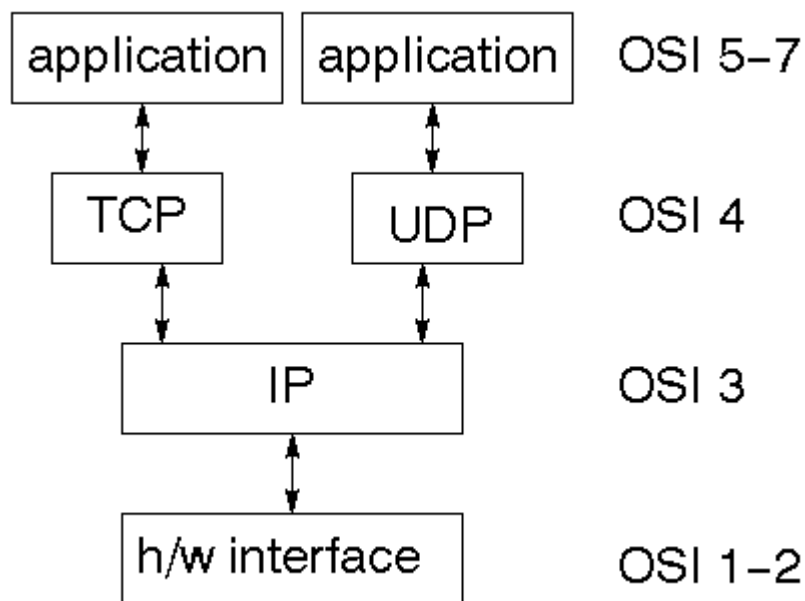 application application OSI 5-7
TCP UDP OSI 4
IP OSI 3
h/w interface OSI 1-2